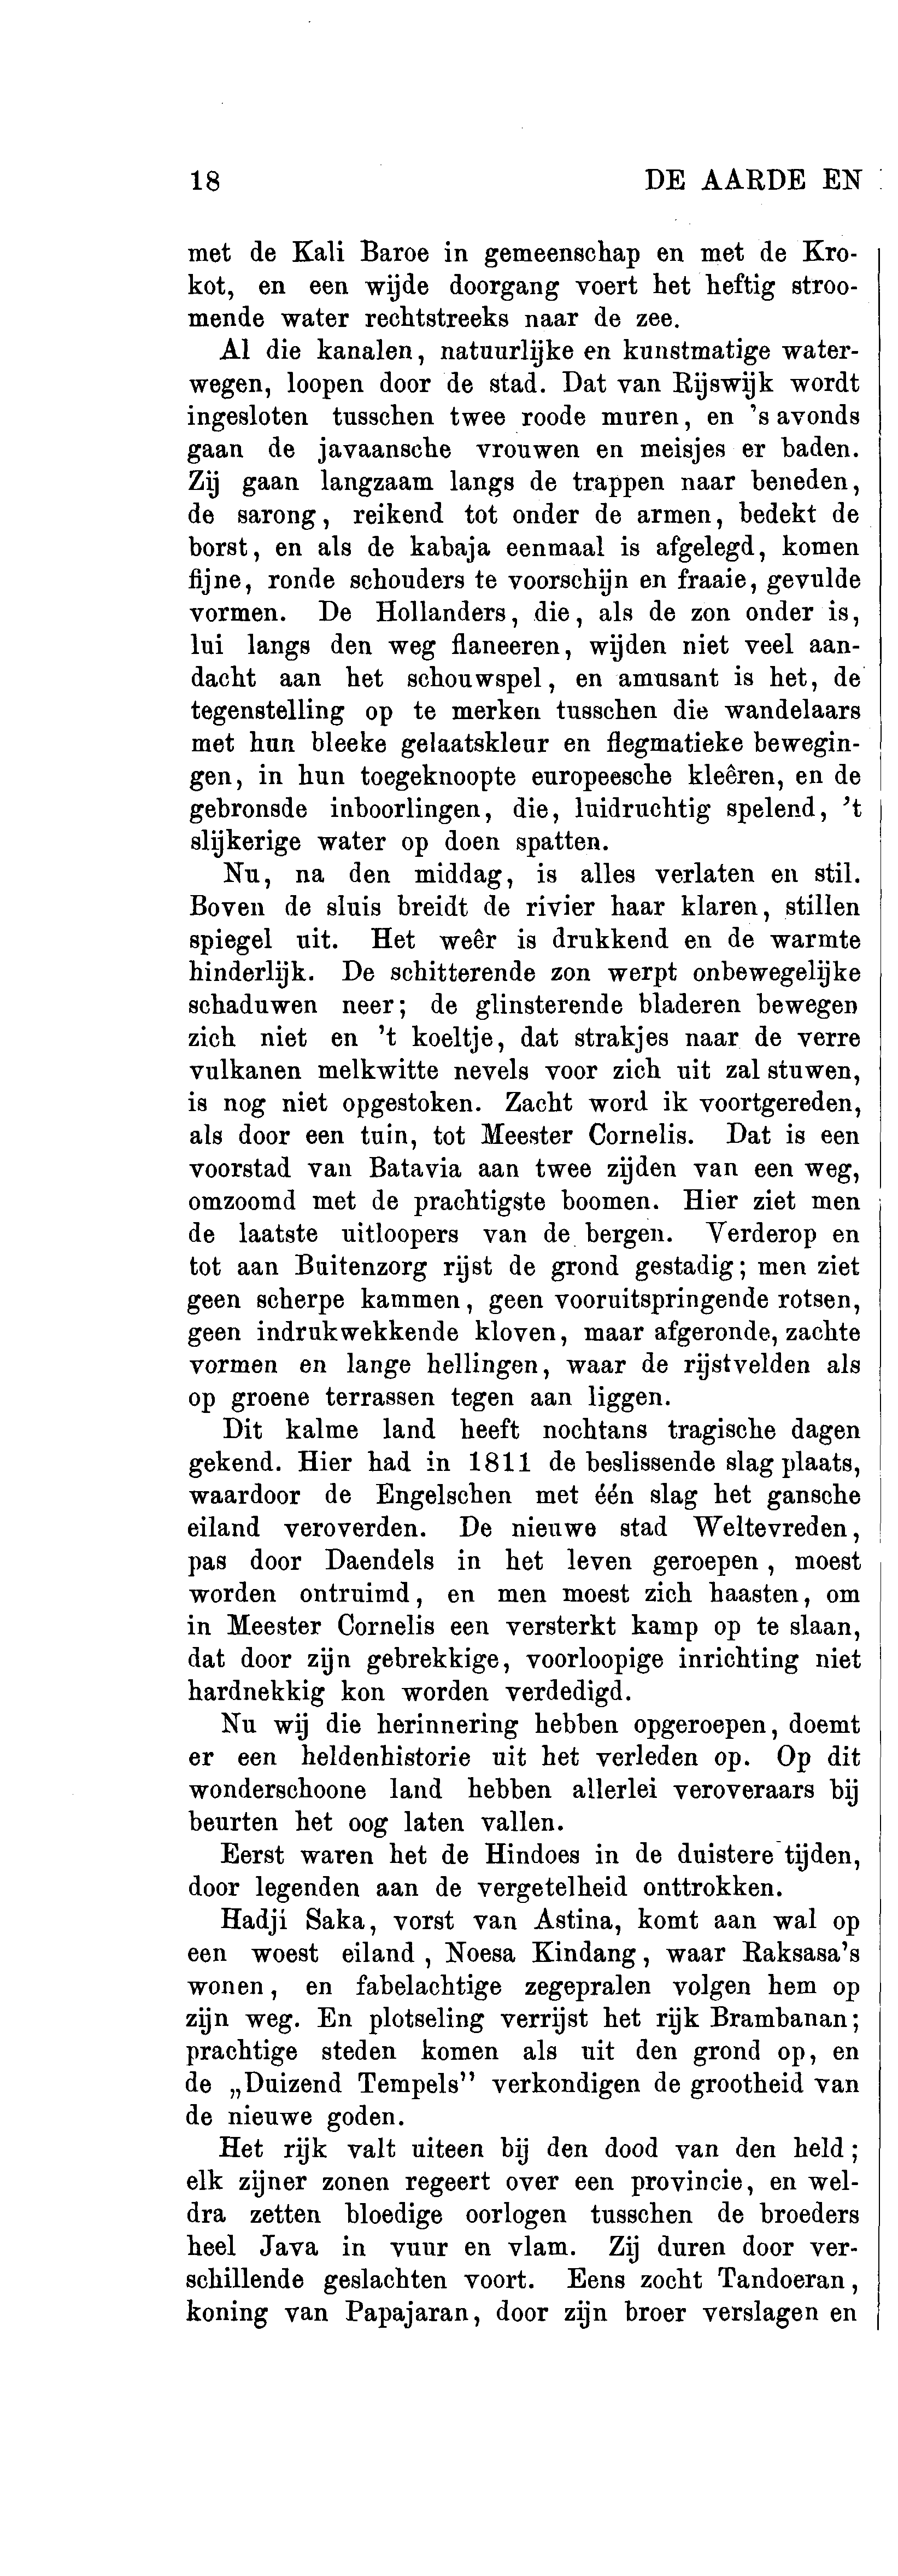 18 DE AARDE EN
met de Kali Baroe in gemeenschap en met de Kro-
kot, en een wijde doorgang voert het heftig stroo-
mende water rechtstreeks naar de zee.
Al die kanalen, natuurlijke en kunstmatige water-
wegen, loopen door de stad. Dat van Rijswijk wordt
ingesloten tusschen twee roode muren, en 's avonds
gaan de javaansche vrouwen en meisjes er baden.
Zij gaan langzaam langs de trappen naar beneden,
de sarong, reikend tot onder de armen, bedekt de
borst, en als de kabaja eenmaal is afgelegd, komen
fijne, ronde schouders te voorschijn en fraaie, gevulde
vormen. De Hollanders, die, als de zon onder is,
lui langs den weg flaneeren, wijden niet veel aan-
dacht aan het schouwspel, en amusant is het, de
tegenstelling op te merken tusschen die wandelaars
met hun bleeke gelaatskleur en flegmatieke bewegin-
gen, in hun toegeknoopte europeesche kleêren, en de
gebronsde inboorlingen, die, luidruchtig spelend, 't
slijkerige water op doen spatten.
Nu, na den middag, is alles verlaten en stil.
Boven de sluis breidt de rivier haar klaren, stillen
spiegel uit. Het weêr is drukkend en de warmte
hinderlijk. De schitterende zon werpt onbewegelijke
schaduwen neer; de glinsterende bladeren bewegen
zich niet en 't koeltje, dat strakjes naar de verre
vulkanen melkwitte nevels voor zich uit zal stuwen,
is nog niet opgestoken. Zacht word ik voortgereden,
als door een tuin, tot Meester Cornelis. Dat is een
voorstad van Batavia aan twee zijden van een weg,
omzoomd met de prachtigste boomen. Hier ziet men
de laatste uitloopers van de bergen. Verderop en
tot aan Buitenzorg rijst de grond gestadig; men ziet
geen scherpe kammen, geen vooruitspringende rotsen,
geen indrukwekkende kloven, maar afgeronde, zachte
vormen en lange hellingen, waar de rijstvelden als
op groene terrassen tegen aan liggen.
Dit kalme land heeft nochtans tragische dagen
gekend. Hier had in 1811 de beslissende slag plaats,
waardoor de Engelschen met één slag het gansche
eiland veroverden. De nieuwe stad Weltevreden,
pas door Daendels in het leven geroepen, moest
worden ontruimd, en men moest zich haasten, om
in Meester Cornelis een versterkt kamp op te slaan,
dat door zijn gebrekkige, voorloopige inrichting niet
hardnekkig kon worden verdedigd.
Nu wij die herinnering hebben opgeroepen, doemt
er een heldenhistorie uit het verleden op. Op dit
wonderschoone land hebben allerlei veroveraars bij
beurten het oog laten vallen.
Eerst waren het de Hindoes in de duistere tijden,
door legenden aan de vergetelheid onttrokken.
Hadji Saka, vorst van Astina, komt aan wal op
een woest eiland, Noesa Kindang, waar Raksasa's
wonen, en fabelachtige zegepralen volgen hem op
zijn weg. En plotseling verrijst het rijk Brambanan;
prachtige steden komen als uit den grond op, en
de „Duizend Tempels" verkondigen de grootheid van
de nieuwe goden.
Het rijk valt uiteen bij den dood van den held;
elk zijner zonen regeert over een provincie, en wel-
dra zetten bloedige oorlogen tusschen de broeders
heel Java in vuur en vlam. Zij duren door ver-
schillende geslachten voort. Eens zocht Tandoeran,
koning van Papajaran, door zijn broer verslagen en